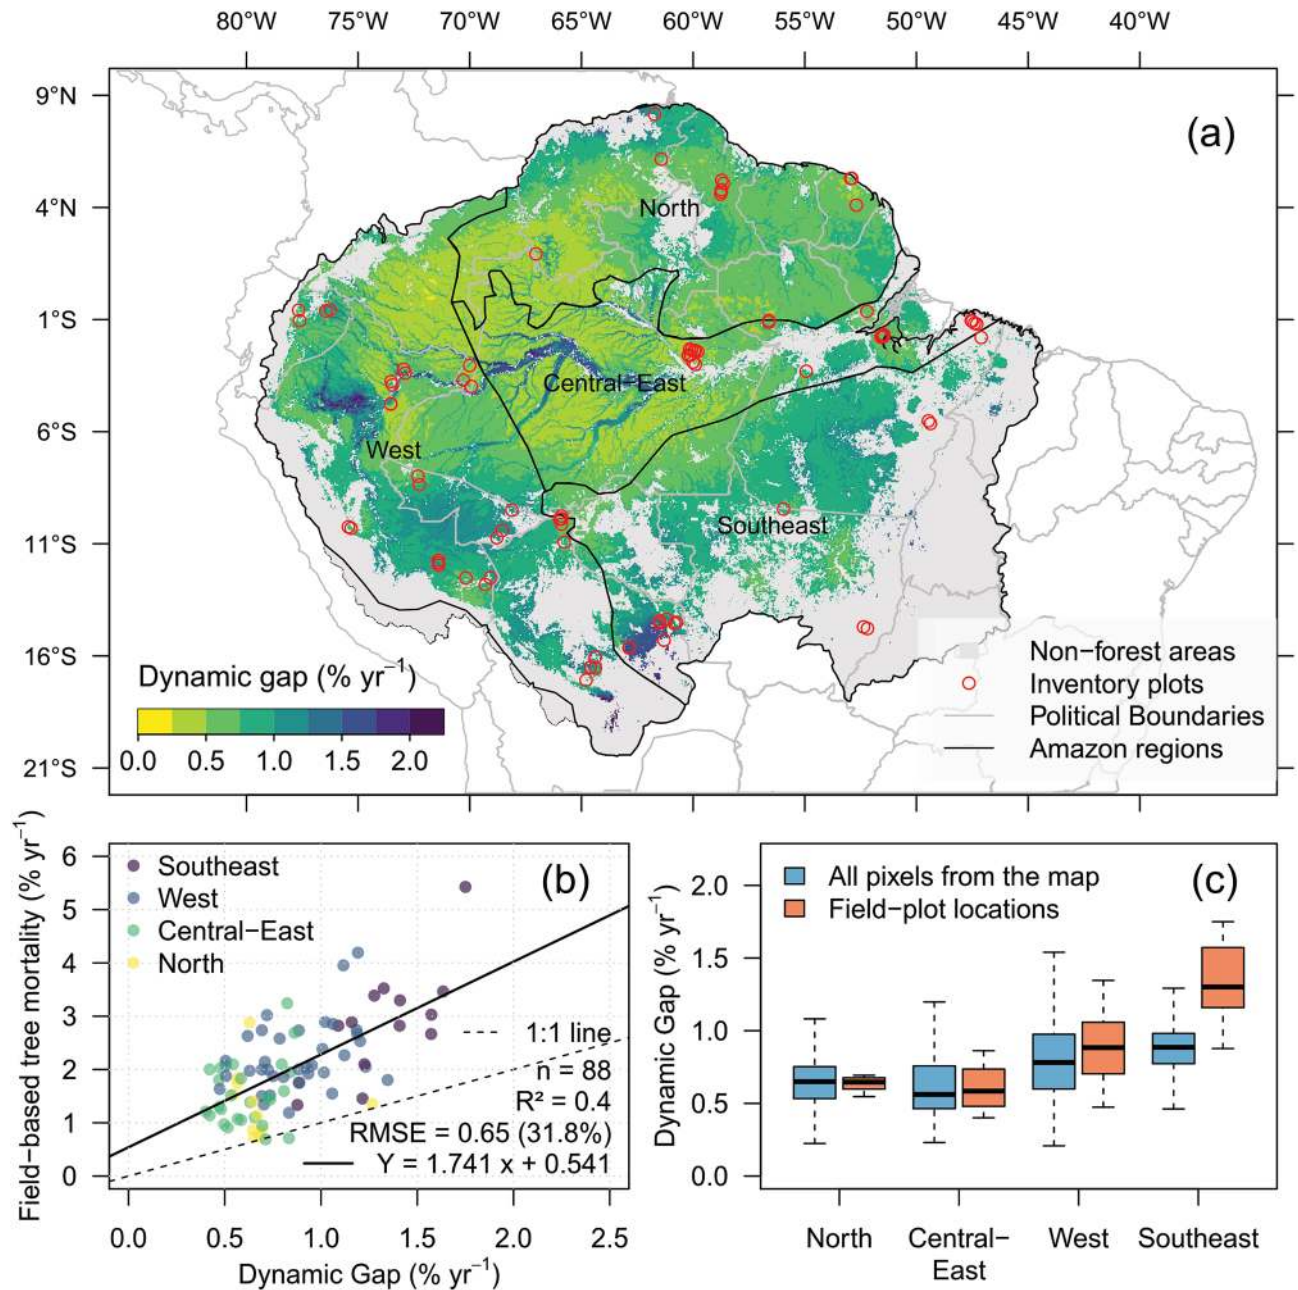 80°W 75°W 70°W 65°W 60°W 55°W 50°W 45°W 40°W
9°N
4°N
1°S
6°S
11°S
16°S
21°S
(a)
North
Central−East
West
Southeast
Dynamic gap (% yr⁻¹)
0.0 0.5 1.0 1.5 2.0
Non−forest areas
Inventory plots
Political Boundaries
Amazon regions
Field−based tree mortality (% yr⁻¹)
6
5
4
3
2
1
0
(b)
Southeast
West
Central−East
North
1:1 line
n = 88
R² = 0.4
RMSE = 0.65 (31.8%)
Y = 1.741 x + 0.541
0.0 0.5 1.0 1.5 2.0 2.5
Dynamic Gap (% yr⁻¹)
Dynamic Gap (% yr⁻¹)
2.0
1.5
1.0
0.5
0.0
(c)
All pixels from the map
Field−plot locations
North Central− West Southeast
East